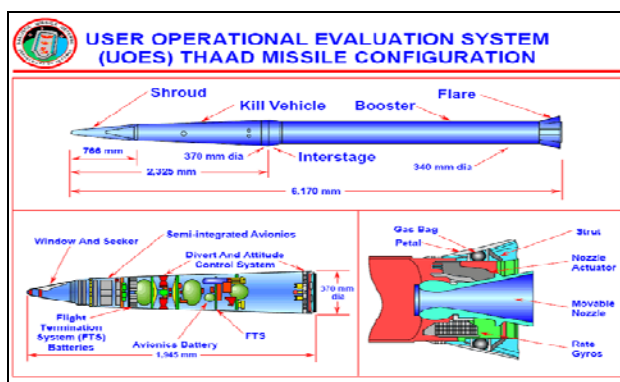 USER OPERATIONAL EVALUATION SYSTEM
(UOES) THAAD MISSILE CONFIGURATION
Shroud
Kill Vehicle
Booster
Flare
766 mm
370 mm dia
Interstage
340 mm dia
2,325 mm
6,170 mm
Window And Seeker
Semi-integrated Avionics
Divert And Attitude
Control System
370 mm
dia
Flight
Termination
System (FTS)
Batteries
Avionics Battery
FTS
1,945 mm
Gas Bag
Petal
Strut
Nozzle
Actuator
Movable
Nozzle
Rate
Gyros